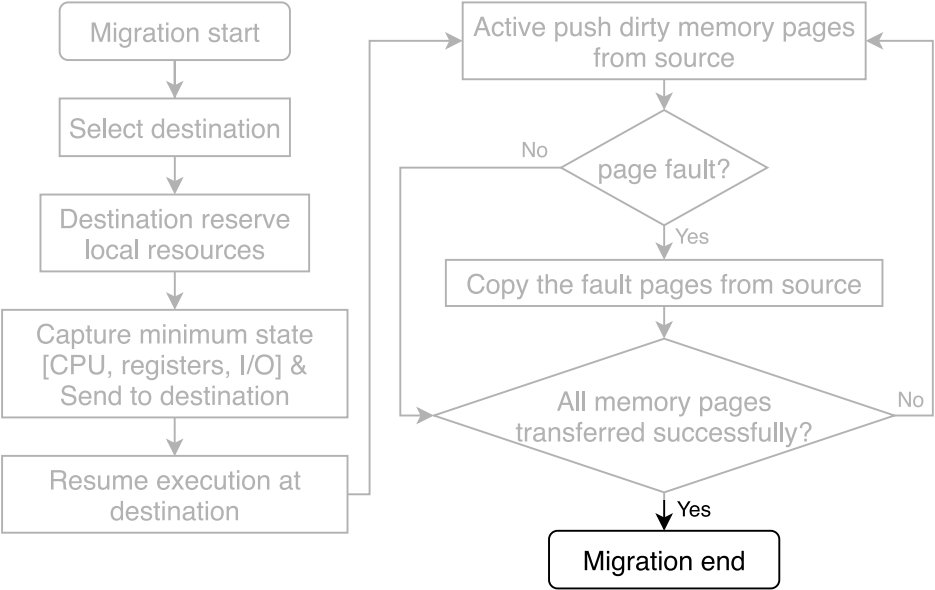 Migration start
Select destination
Destination reserve
local resources
Capture minimum state
[CPU, registers, I/O] &
Send to destination
Resume execution at
destination
Active push dirty memory pages
from source
No
page fault?
Yes
Copy the fault pages from source
All memory pages
transferred successfully?
No
Yes
Migration end